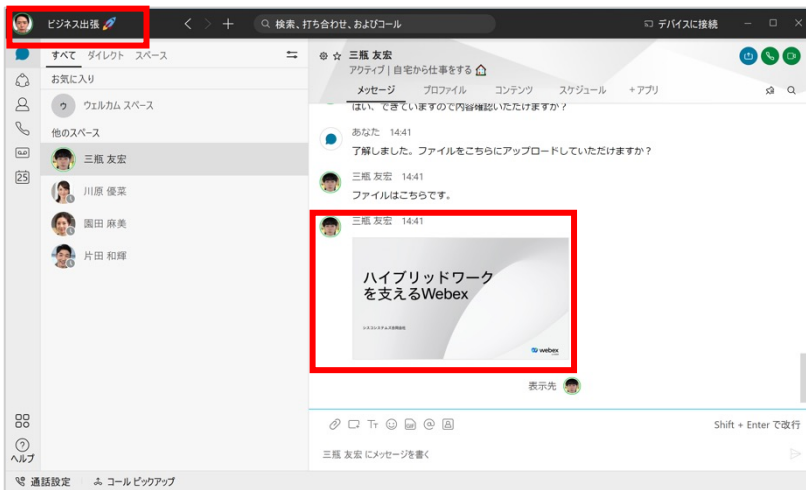 ビジネス出張 🚀
検索、打ち合わせ、およびコール
デバイスに接続
すべて ダイレクト スペース
お気に入り
ウ ウェルカム スペース
他のスペース
三瓶 友宏
川原 優菜
園田 麻美
片田 和輝
25
ヘルプ
三瓶 友宏
アクティブ | 自宅から仕事をする 🏠
メッセージ プロファイル コンテンツ スケジュール +アプリ
はい、できていますので内容確認いただけますか?
あなた 14:41
了解しました。ファイルをこちらにアップロードしていただけますか?
三瓶 友宏 14:41
ファイルはこちらです。
三瓶 友宏 14:41
ハイブリッドワーク
を支えるWebex
シスコシステムズ合同会社
webex
表示先
Shift + Enter で改行
三瓶 友宏 にメッセージを書く
通話設定 コール ピックアップ